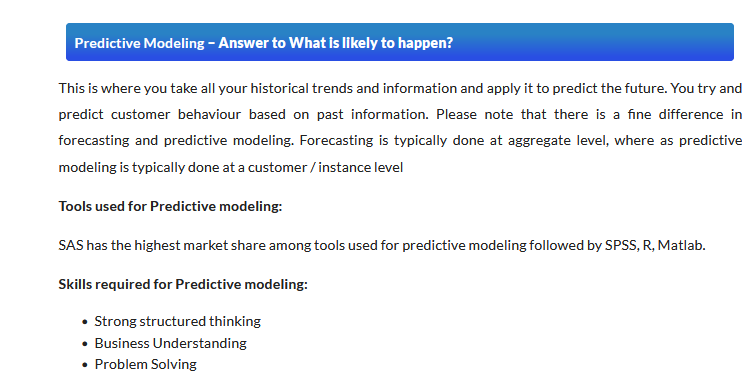 Predictive Modeling – Answer to What is likely to happen?
This is where you take all your historical trends and information and apply it to predict the future. You try and
predict customer behaviour based on past information. Please note that there is a fine difference in
forecasting and predictive modeling. Forecasting is typically done at aggregate level, where as predictive
modeling is typically done at a customer / instance level
Tools used for Predictive modeling:
SAS has the highest market share among tools used for predictive modeling followed by SPSS, R, Matlab.
Skills required for Predictive modeling:
• Strong structured thinking
• Business Understanding
• Problem Solving